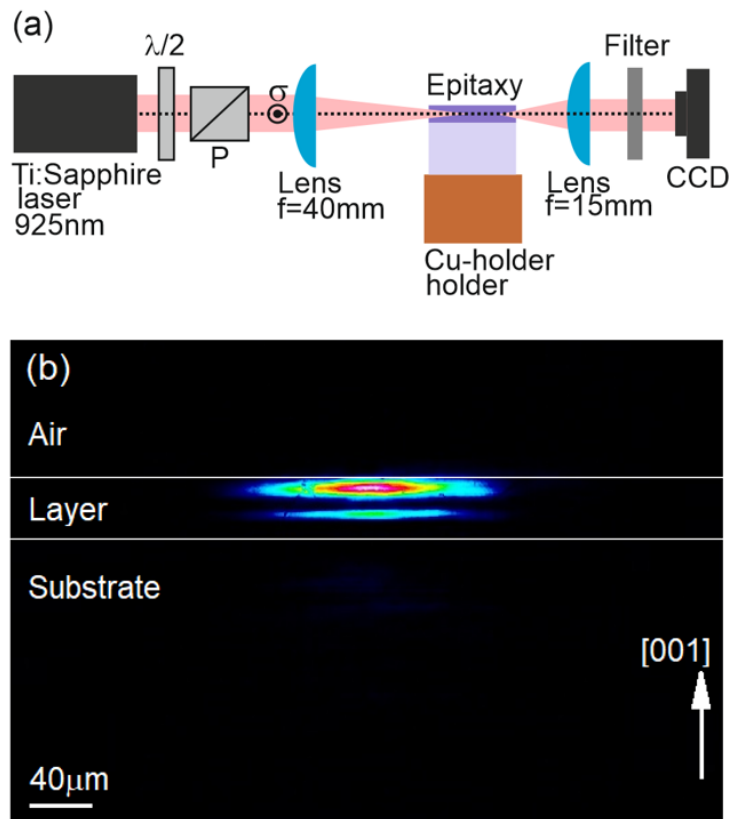 (a)
λ/2
Filter
Epitaxy
σ
P
Ti:Sapphire
laser
925nm
Lens
f=40mm
Lens
f=15mm
CCD
Cu-holder
holder
(b)
Air
Layer
Substrate
[001]
40μm